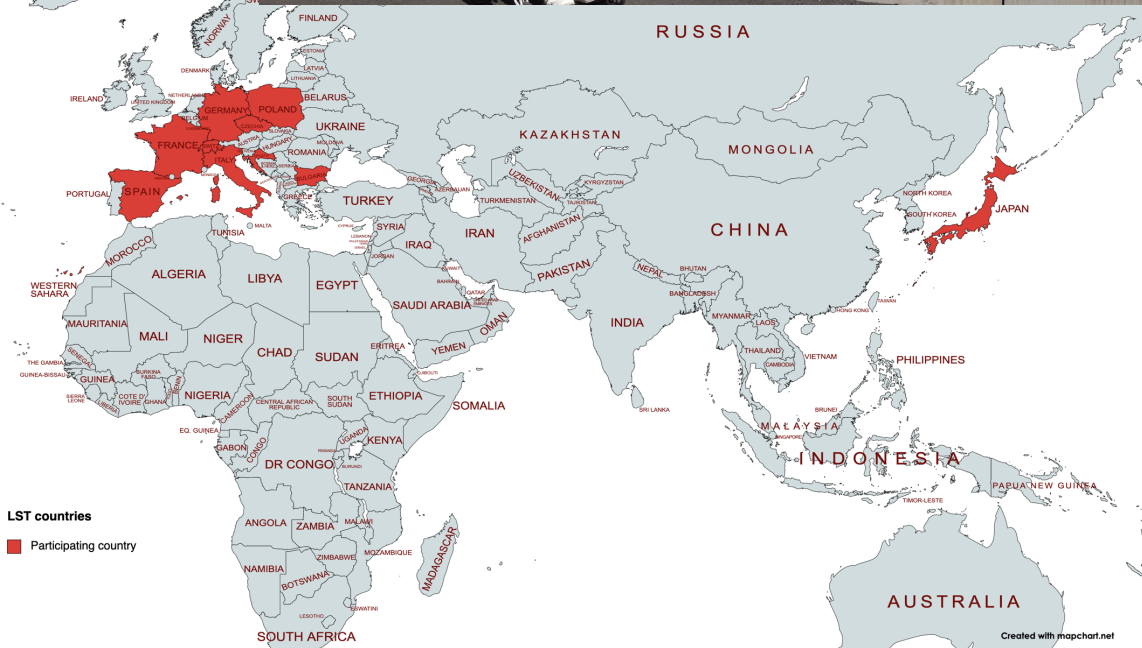 FINLAND
NORWAY
RUSSIA
ESTONIA
LATVIA
LITHUANIA
DENMARK
IRELAND
UNITED KINGDOM
NETHERLANDS
BELARUS
GERMANY
POLAND
BELGIUM
CZECHIA
SLOVAKIA
UKRAINE
KAZAKHSTAN
MONGOLIA
FRANCE
AUSTRIA
HUNGARY
MOLDOVA
ROMANIA
ITALY
SERBIA
BULGARIA
GEORGIA
AZERBAIJAN
UZBEKISTAN
KYRGYZSTAN
TURKMENISTAN
TAJIKISTAN
NORTH KOREA
SOUTH KOREA
JAPAN
PORTUGAL
SPAIN
GREECE
TURKEY
CHINA
TUNISIA
MALTA
CYPRUS
SYRIA
LEBANON
IRAQ
IRAN
AFGHANISTAN
JORDAN
MOROCCO
ALGERIA
LIBYA
EGYPT
KUWAIT
BAHRAIN
QATAR
PAKISTAN
NEPAL
BHUTAN
BANGLADESH
WESTERN
SAHARA
SAUDI ARABIA
OMAN
TAIWAN
HONG KONG
MAURITANIA
MALI
NIGER
CHAD
SUDAN
ERITREA
YEMEN
INDIA
MYANMAR
LAOS
THAILAND
VIETNAM
CAMBODIA
PHILIPPINES
SENEGAL
THE GAMBIA
GUINEA-BISSAU
GUINEA
BURKINA
FASO
BENIN
DJIBOUTI
SIERRA
LEONE
LIBERIA
COTE D'
IVOIRE
GHANA
NIGERIA
CAMEROON
CENTRAL AFRICAN
REPUBLIC
SOUTH
SUDAN
ETHIOPIA
SOMALIA
SRI LANKA
BRUNEI
MALAYSIA
SINGAPORE
EQ. GUINEA
GABON
CONGO
DR CONGO
UGANDA
RWANDA
BURUNDI
KENYA
INDONESIA
TANZANIA
PAPUA NEW GUINEA
TIMOR-LESTE
LST countries
Participating country
ANGOLA
ZAMBIA
MALAWI
MOZAMBIQUE
MADAGASCAR
ZIMBABWE
NAMIBIA
BOTSWANA
ESWATINI
LESOTHO
SOUTH AFRICA
AUSTRALIA
Created with mapchart.net